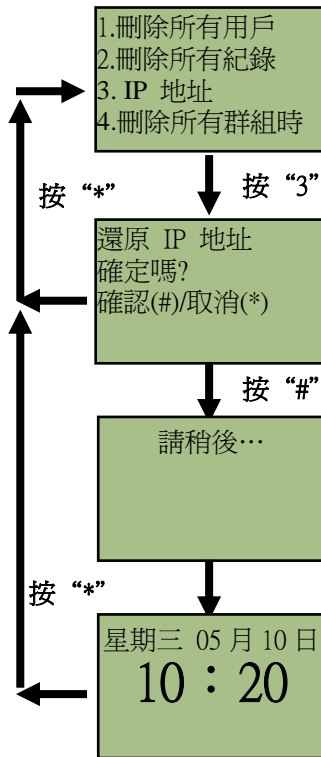 1.刪除所有用戶
2.刪除所有紀錄
3. IP 地址
4.刪除所有群組時
按 “*”
按 “3”
還原 IP 地址
確定嗎?
確認(#)/取消(*)
按 “#”
請稍後…
按 “*”
星期三 05 月 10 日
10：20